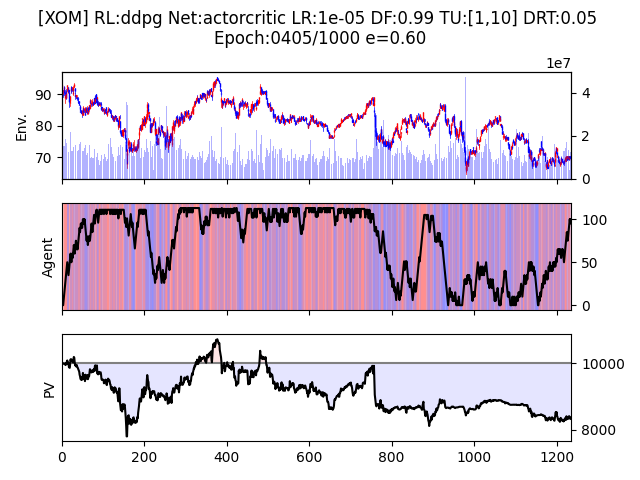 [XOM] RL:ddpg Net:actorcritic LR:1e-05 DF:0.99 TU:[1,10] DRT:0.05
Epoch:0405/1000 e=0.60
1e7
Env.
90
80
70
4
2
0
Agent
100
50
0
PV
10000
8000
0 200 400 600 800 1000 1200